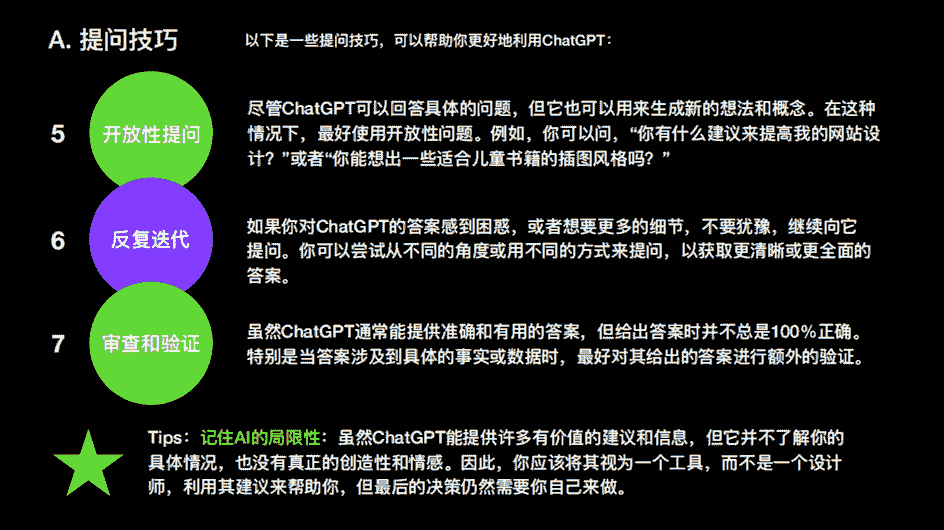 A. 提问技巧
以下是一些提问技巧，可以帮助你更好地利用ChatGPT：
5
开放性提问
尽管ChatGPT可以回答具体的问题，但它也可以用来生成新的想法和概念。在这种
情况下，最好使用开放性问题。例如，你可以问，“你有什么建议来提高我的网站设
计？”或者“你能想出一些适合儿童书籍的插图风格吗？”
6
反复迭代
如果你对ChatGPT的答案感到困惑，或者想要更多的细节，不要犹豫，继续向它
提问。你可以尝试从不同的角度或用不同的方式来提问，以获取更清晰或更全面的
答案。
7
审查和验证
虽然ChatGPT通常能提供准确和有用的答案，但给出答案时并不总是100%正确。
特别是当答案涉及到具体的事实或数据时，最好对其给出的答案进行额外的验证。
Tips：记住AI的局限性：虽然ChatGPT能提供许多有价值的建议和信息，但它并不了解你的
具体情况，也没有真正的创造性和情感。因此，你应该将其视为一个工具，而不是一个设计
师，利用其建议来帮助你，但最后的决策仍然需要你自己来做。